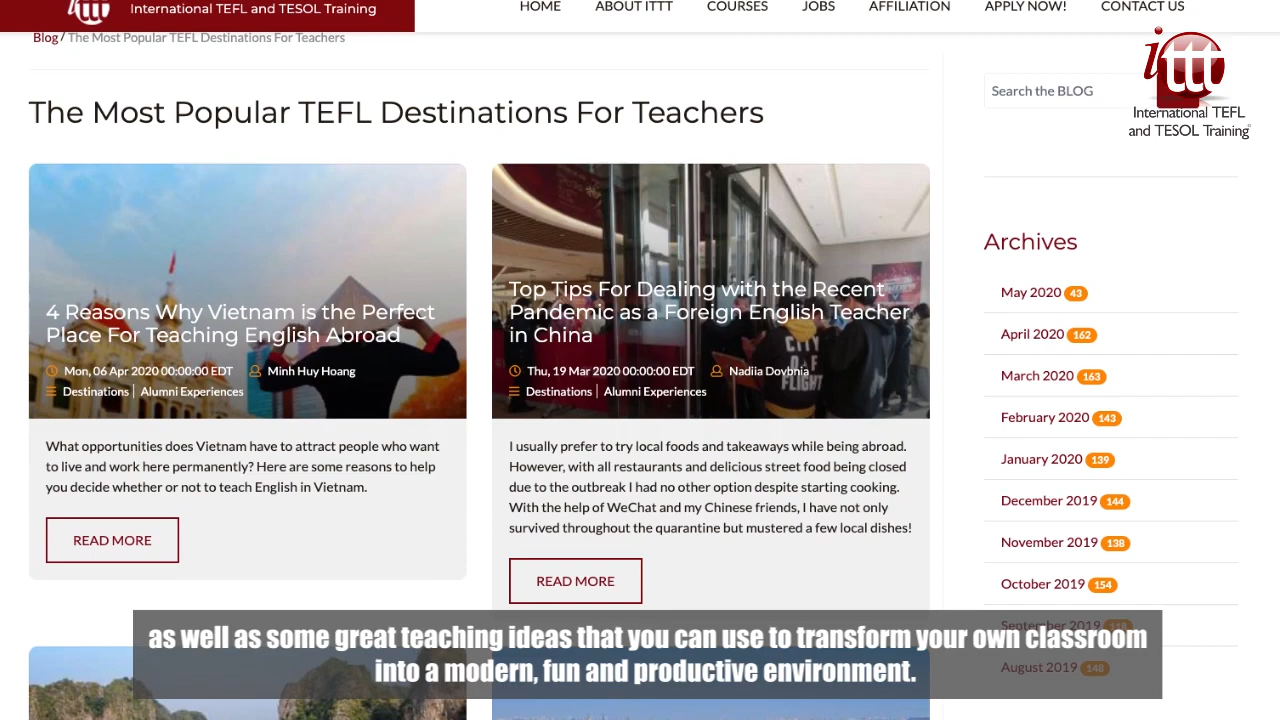 International TEFL and TESOL Training
HOME ABOUT ITTT COURSES JOBS AFFILIATION APPLY NOW! CONTACT US
Blog / The Most Popular TEFL Destinations For Teachers
The Most Popular TEFL Destinations For Teachers
4 Reasons Why Vietnam is the Perfect
Place For Teaching English Abroad
Mon, 06 Apr 2020 00:00:00 EDT Minh Huy Hoang
Destinations | Alumni Experiences
What opportunities does Vietnam have to attract people who want
to live and work here permanently? Here are some reasons to help
you decide whether or not to teach English in Vietnam.
READ MORE
Top Tips For Dealing with the Recent
Pandemic as a Foreign English Teacher
in China
Thu, 19 Mar 2020 00:00:00 EDT Nadiia Dovbnia
Destinations | Alumni Experiences
CITY
OF
FLIGHT
I usually prefer to try local foods and takeaways while being abroad.
However, with all restaurants and delicious street food being closed
due to the outbreak I had no other option despite starting cooking.
With the help of WeChat and my Chinese friends, I have not only
survived throughout the quarantine but mustered a few local dishes!
READ MORE
Search the BLOG
ittt
International TEFL
and TESOL Training
Archives
May 2020 43
April 2020 162
March 2020 163
February 2020 143
January 2020 139
December 2019 144
November 2019 138
October 2019 154
September 2019
August 2019 148
as well as some great teaching ideas that you can use to transform your own classroom
into a modern, fun and productive environment.